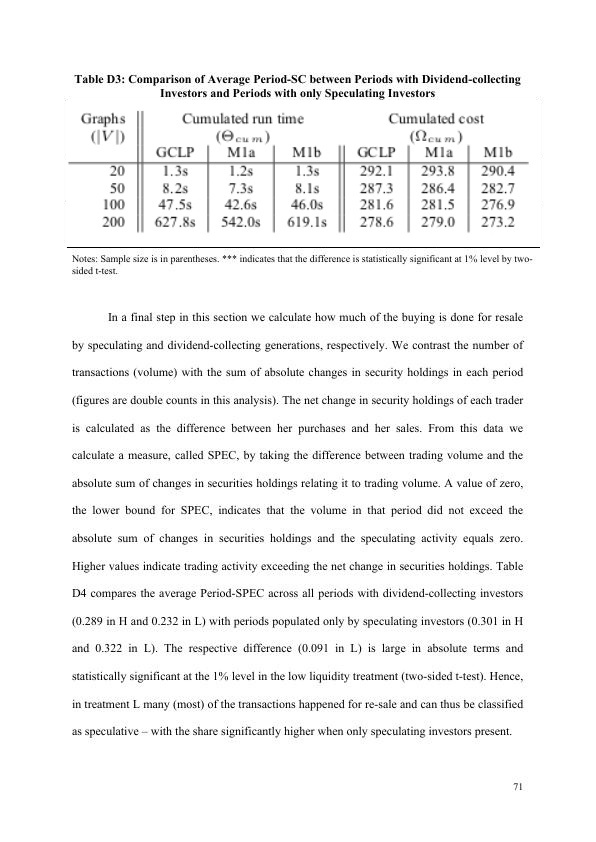 Table D3: Comparison of Average Period-SC between Periods with Dividend-collecting
Investors and Periods with only Speculating Investors
Graphs Cumulated run time Cumulated cost
(|V|) (Θcum) (Ωcum)
GCLP M1a M1b GCLP M1a M1b
20 1.3s 1.2s 1.3s 292.1 293.8 290.4
50 8.2s 7.3s 8.1s 287.3 286.4 282.7
100 47.5s 42.6s 46.0s 281.6 281.5 276.9
200 627.8s 542.0s 619.1s 278.6 279.0 273.2
Notes: Sample size is in parentheses. *** indicates that the difference is statistically significant at 1% level by two-
sided t-test.
In a final step in this section we calculate how much of the buying is done for resale
by speculating and dividend-collecting generations, respectively. We contrast the number of
transactions (volume) with the sum of absolute changes in security holdings in each period
(figures are double counts in this analysis). The net change in security holdings of each trader
is calculated as the difference between her purchases and her sales. From this data we
calculate a measure, called SPEC, by taking the difference between trading volume and the
absolute sum of changes in securities holdings relating it to trading volume. A value of zero,
the lower bound for SPEC, indicates that the volume in that period did not exceed the
absolute sum of changes in securities holdings and the speculating activity equals zero.
Higher values indicate trading activity exceeding the net change in securities holdings. Table
D4 compares the average Period-SPEC across all periods with dividend-collecting investors
(0.289 in H and 0.232 in L) with periods populated only by speculating investors (0.301 in H
and 0.322 in L). The respective difference (0.091 in L) is large in absolute terms and
statistically significant at the 1% level in the low liquidity treatment (two-sided t-test). Hence,
in treatment L many (most) of the transactions happened for re-sale and can thus be classified
as speculative – with the share significantly higher when only speculating investors present.
71